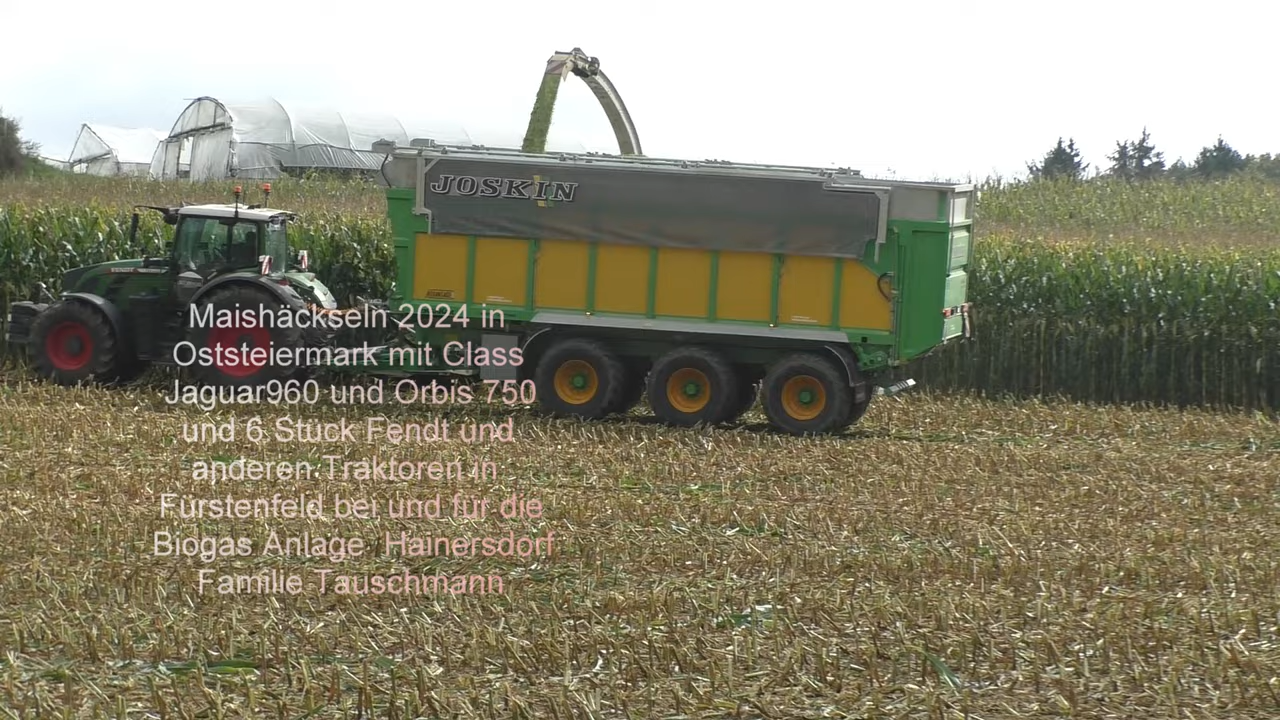 JOSKIN
FENDT
Maishäckseln 2024 in
Oststeiermark mit Class
Jaguar960 und Orbis 750
und 6 Stück Fendt und
anderen Traktoren in
Fürstenfeld bei und für die
Biogas Anlage Hainersdorf
Familie Tauschmann